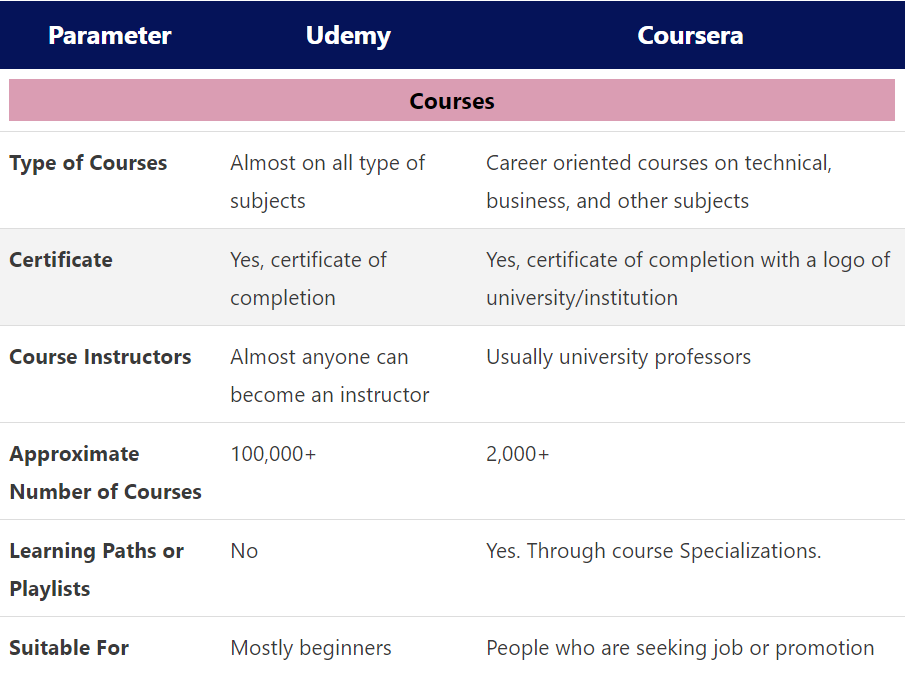 Parameter Udemy Coursera
Courses
Type of Courses Almost on all type of Career oriented courses on technical,
subjects business, and other subjects
Certificate Yes, certificate of Yes, certificate of completion with a logo of
completion university/institution
Course Instructors Almost anyone can Usually university professors
become an instructor
Approximate 100,000+ 2,000+
Number of Courses
Learning Paths or No Yes. Through course Specializations.
Playlists
Suitable For Mostly beginners People who are seeking job or promotion